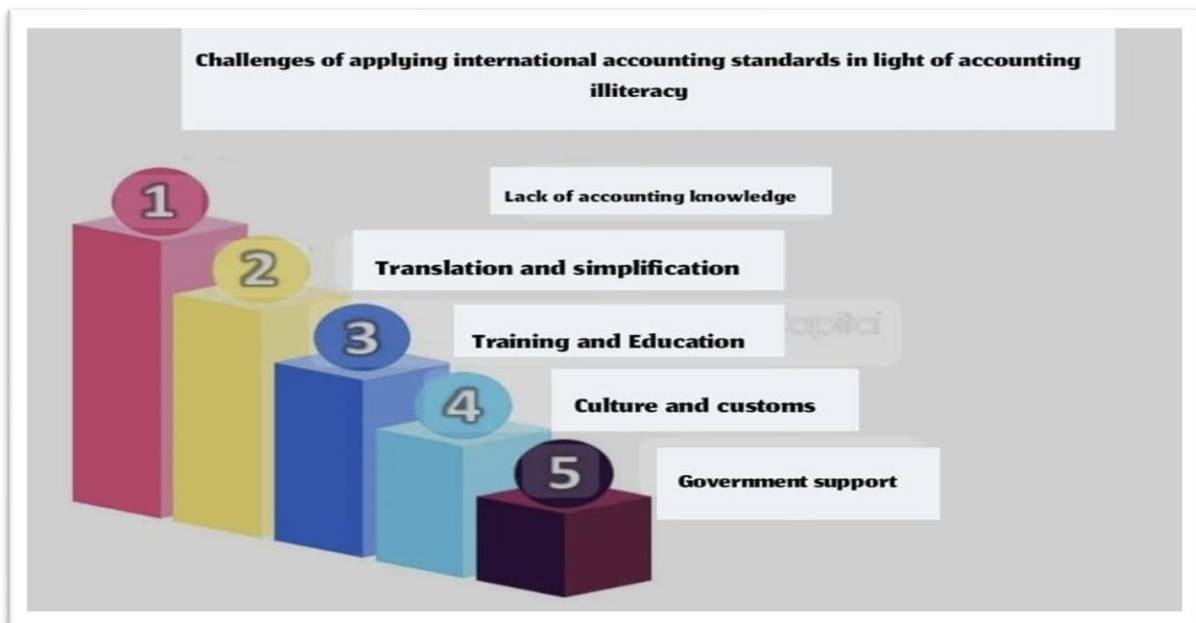 Challenges of applying international accounting standards in light of accounting
illiteracy
1
Lack of accounting knowledge
2
Translation and simplification
3
Training and Education
4
Culture and customs
5
Government support